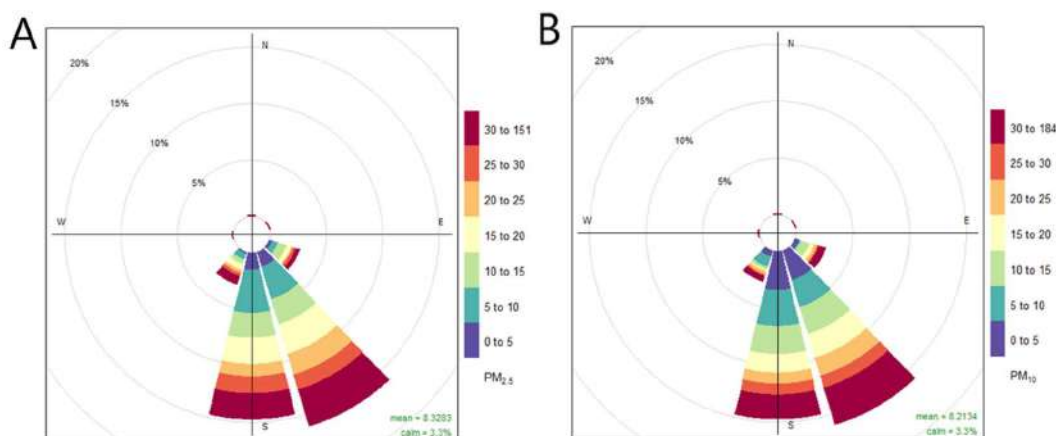 A
N
20%
15%
10%
5%
W
E
S
30 to 151
25 to 30
20 to 25
15 to 20
10 to 15
5 to 10
0 to 5
PM2.5
mean = 8.3283
calm = 3.3%
B
N
20%
15%
10%
5%
W
E
S
30 to 184
25 to 30
20 to 25
15 to 20
10 to 15
5 to 10
0 to 5
PM10
mean = 8.2134
calm = 3.3%